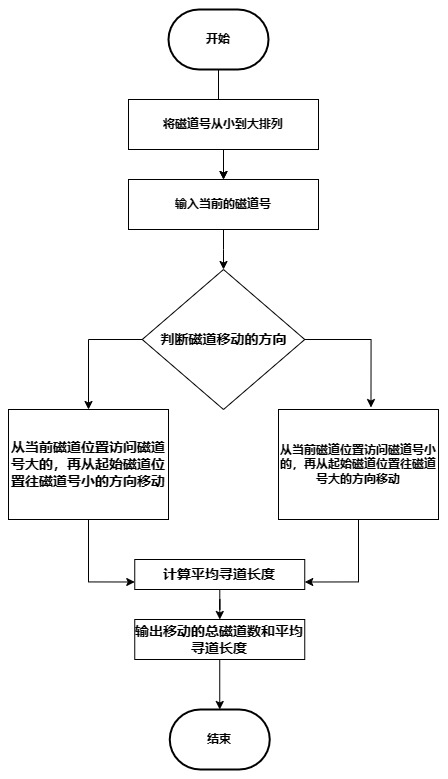 开始
将磁道号从小到大排列
输入当前的磁道号
判断磁道移动的方向
从当前磁道位置访问磁道
号大的，再从起始磁道位
置往磁道号小的方向移动
从当前磁道位置访问磁道号小
的，再从起始磁道位置往磁道
号大的方向移动
计算平均寻道长度
输出移动的总磁道数和平均
寻道长度
结束